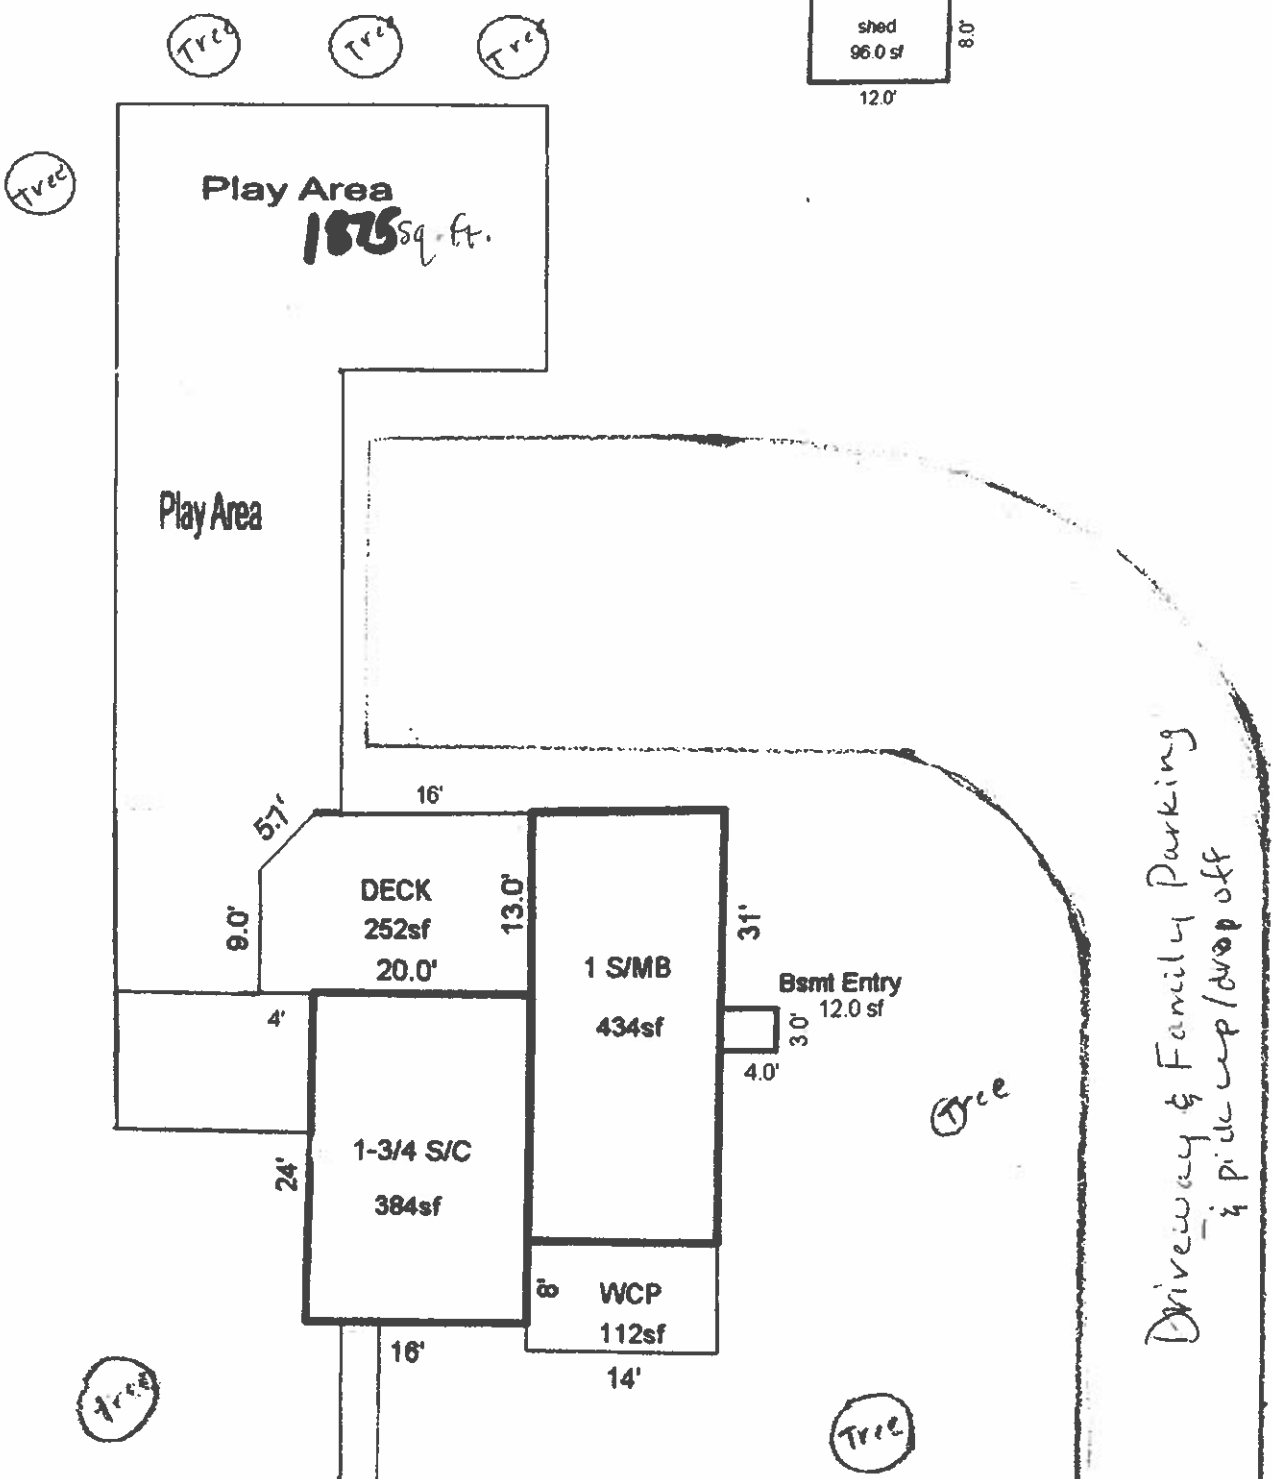 Tree
Tree
Tree
shed
96.0 sf
8.0'
12.0'
Tree
Play Area
1875 sq. ft.
Play Area
16'
5.7'
DECK
252sf
20.0'
9.0'
13.0'
31'
1 S/MB
434sf
Bsmt Entry
12.0 sf
3.0'
4.0'
4'
Tree
Driveway & Family Parking
& pick up/drop off
1-3/4 S/C
384sf
24'
16'
8'
WCP
112sf
14'
Tree
Tree